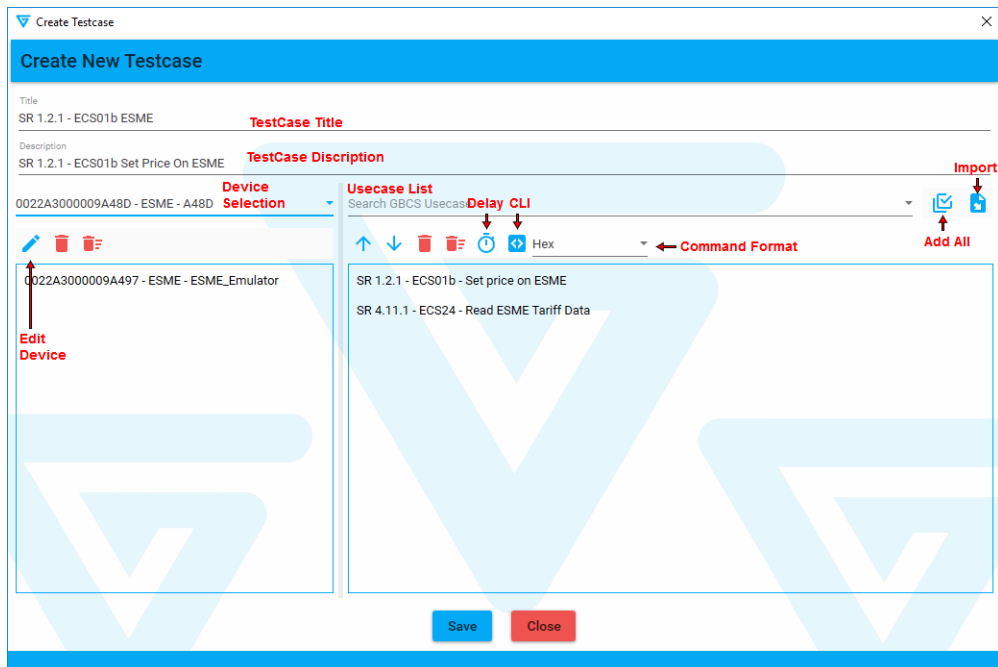 Create Testcase
Create New Testcase
Title
SR 1.2.1 - ECS01b ESME
TestCase Title
Description
SR 1.2.1 - ECS01b Set Price On ESME
TestCase Discription
Import
Device
Selection
0022A3000009A48D - ESME - A48D
Usecase List
Search GBCS Usecase
Delay CLI
Add All
Hex
Command Format
0022A3000009A497 - ESME - ESME_Emulator
Edit
Device
SR 1.2.1 - ECS01b - Set price on ESME
SR 4.11.1 - ECS24 - Read ESME Tariff Data
Save
Close